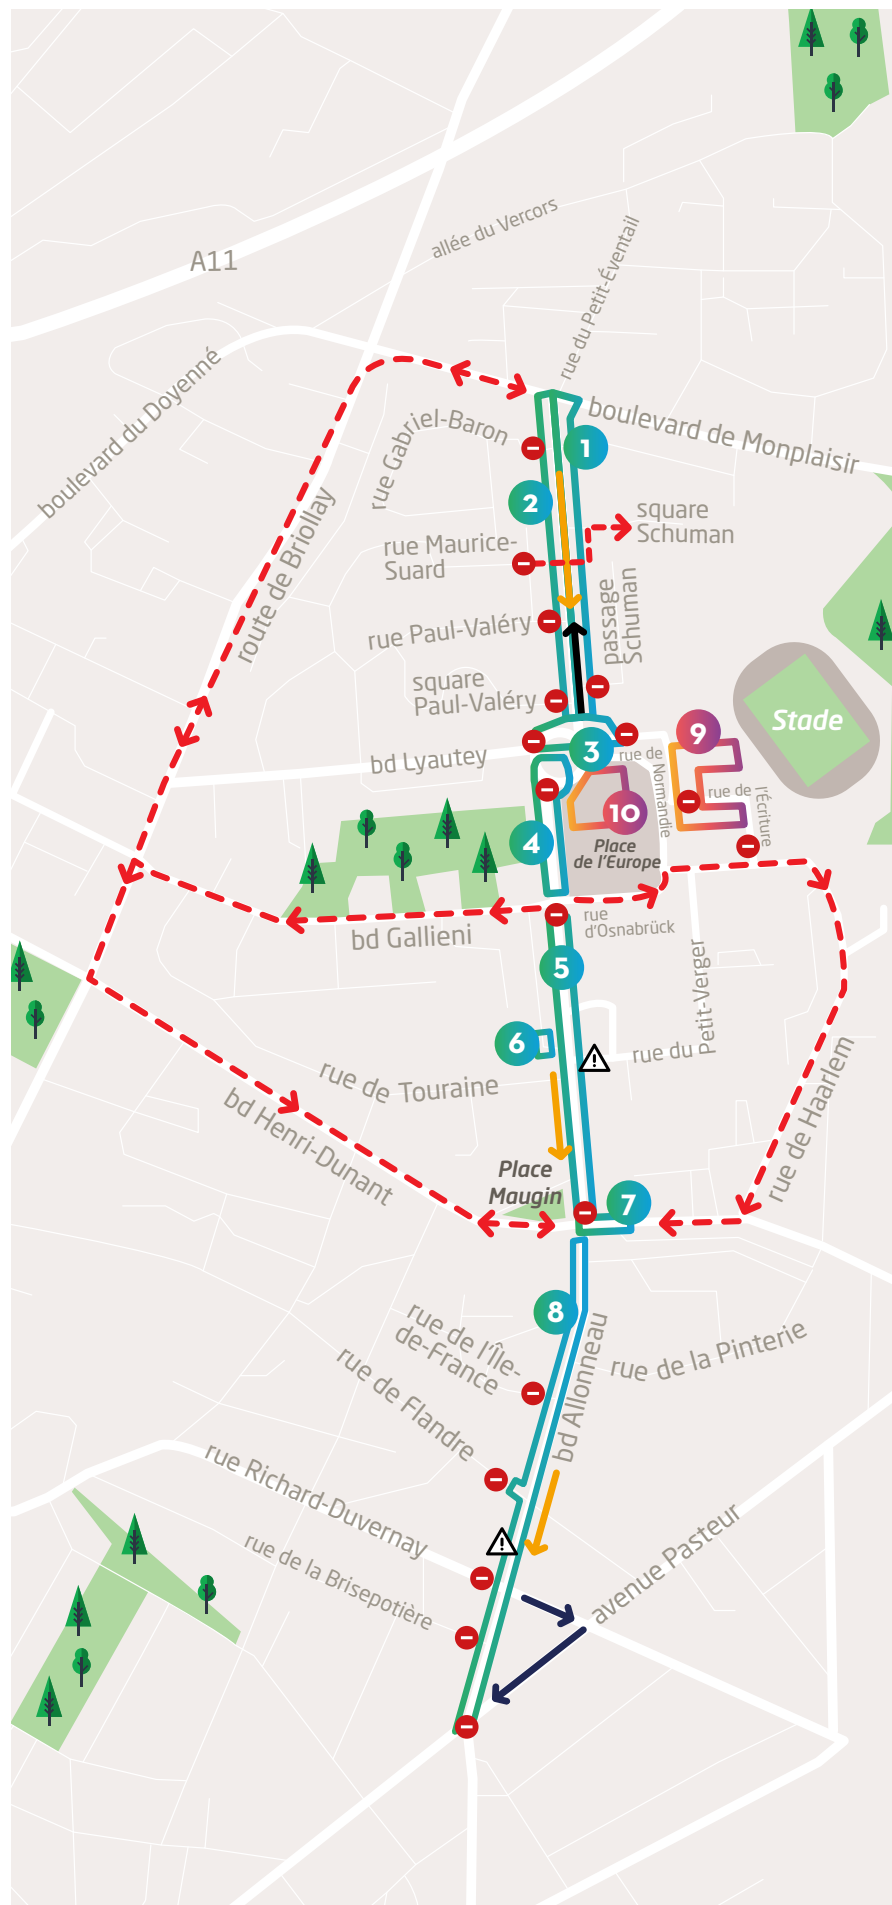 allée du Vercors
A11
rue du Petit-Éventail
boulevard du Doyenné
rue Gabriel-Baron
boulevard de Monplaisir
1
2
square
Schuman
rue Maurice-
Suard
route de Briollay
passage
Schuman
rue Paul-Valéry
square
Paul-Valéry
Stade
9
3
bd Lyautey
rue de
Normandie
rue de
l'Écriture
10
4
Place
de l'Europe
rue
d'Osnabrück
bd Gallieni
5
Petit-Verger
6
rue du
rue de Touraine
bd Henri-Dunant
rue de Haarlem
Place
Maugin
7
8
rue de l'Île-
de-France
bd Allonneau
rue de la Pinterie
rue de Flandre
rue Richard-Duvernay
avenue Pasteur
rue de la Brisepotière